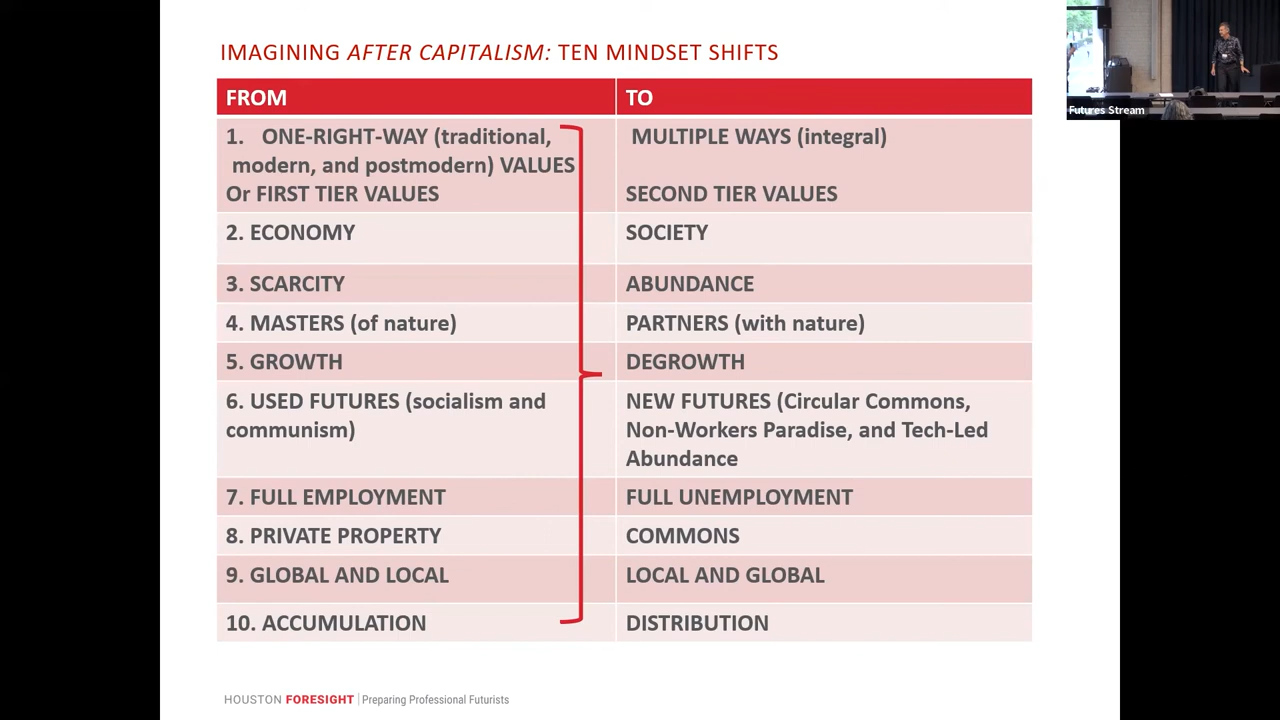 IMAGINING AFTER CAPITALISM: TEN MINDSET SHIFTS
FROM
TO
1. ONE-RIGHT-WAY (traditional,
modern, and postmodern) VALUES
Or FIRST TIER VALUES
MULTIPLE WAYS (integral)
SECOND TIER VALUES
2. ECONOMY
SOCIETY
3. SCARCITY
ABUNDANCE
4. MASTERS (of nature)
PARTNERS (with nature)
5. GROWTH
DEGROWTH
6. USED FUTURES (socialism and
communism)
NEW FUTURES (Circular Commons,
Non-Workers Paradise, and Tech-Led
Abundance
7. FULL EMPLOYMENT
FULL UNEMPLOYMENT
8. PRIVATE PROPERTY
COMMONS
9. GLOBAL AND LOCAL
LOCAL AND GLOBAL
10. ACCUMULATION
DISTRIBUTION
HOUSTON FORESIGHT | Preparing Professional Futurists
Futures Stream